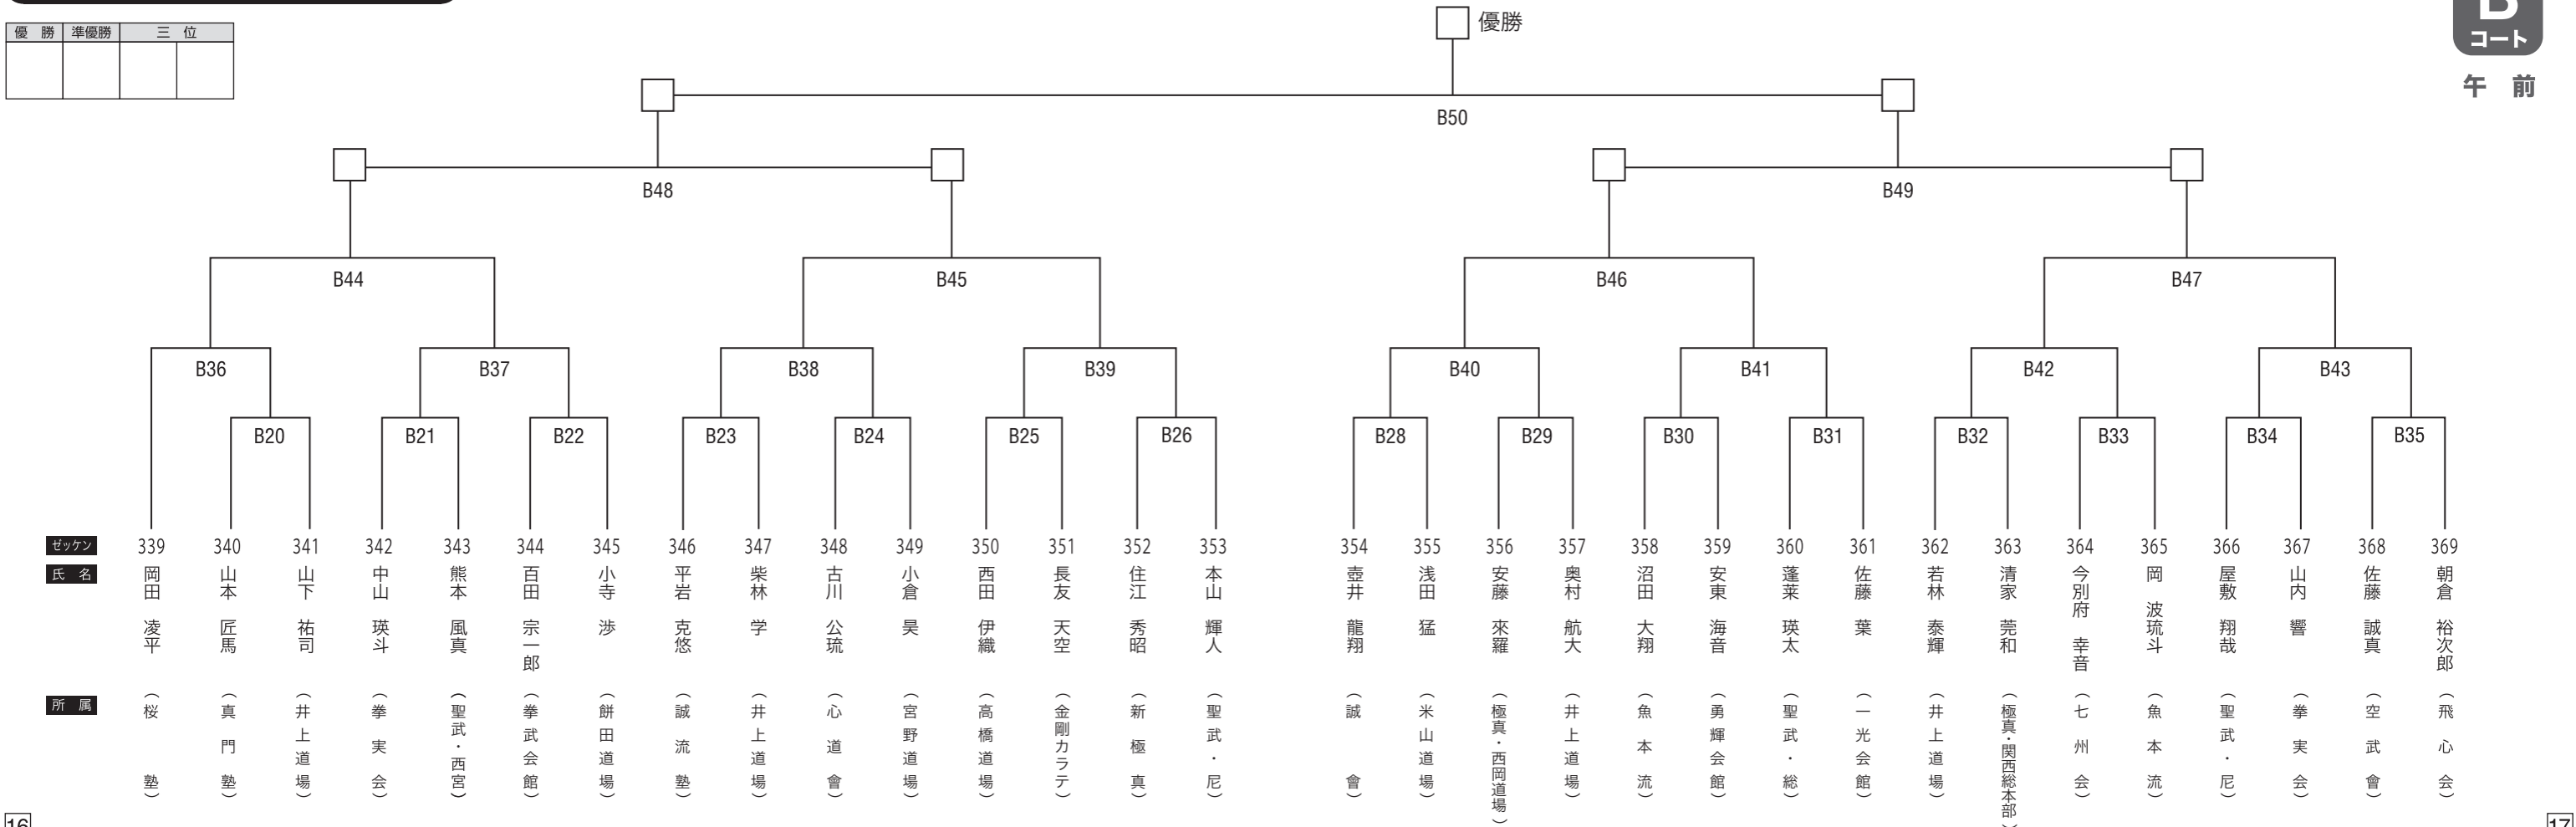 優勝 準優勝 三位
優勝
B
コート
午前
B50
B48 B49
B44 B45 B46 B47
B36 B37 B38 B39 B40 B41 B42 B43
B20 B21 B22 B23 B24 B25 B26 B28 B29 B30 B31 B32 B33 B34 B35
ゼッケン 339 340 341 342 343 344 345 346 347 348 349 350 351 352 353 354 355 356 357 358 359 360 361 362 363 364 365 366 367 368 369
氏名
岡田 凌平
山本 匠馬
山下 祐司
中山 瑛斗
熊本 風真
百田 宗一郎
小寺 渉
平岩 克悠
柴林 学
古川 公琉
小倉 昊
西田 伊織
長友 天空
住江 秀昭
本山 輝人
壺井 龍翔
浅田 猛
安藤 來羅
奥村 航大
沼田 大翔
安東 海音
蓬莱 瑛太
佐藤 葉
若林 泰輝
清家 莞和
今別府 幸音
岡 波琉斗
屋敷 翔哉
山内 響
佐藤 誠真
朝倉 裕次郎
所属
(桜塾)
(真門塾)
(井上道場)
(拳実会)
(聖武・西宮)
(拳武会館)
(餅田道場)
(誠流塾)
(井上道場)
(心道會)
(宮野道場)
(高橋道場)
(金剛カラテ)
(新極真)
(聖武・尼)
(誠會)
(米山道場)
(極真・西岡道場)
(井上道場)
(魚本流)
(勇輝会館)
(聖武・総)
(一光会館)
(井上道場)
(極真・関西総本部)
(七州会)
(魚本流)
(聖武・尼)
(拳実会)
(空武會)
(飛心会)
16
17